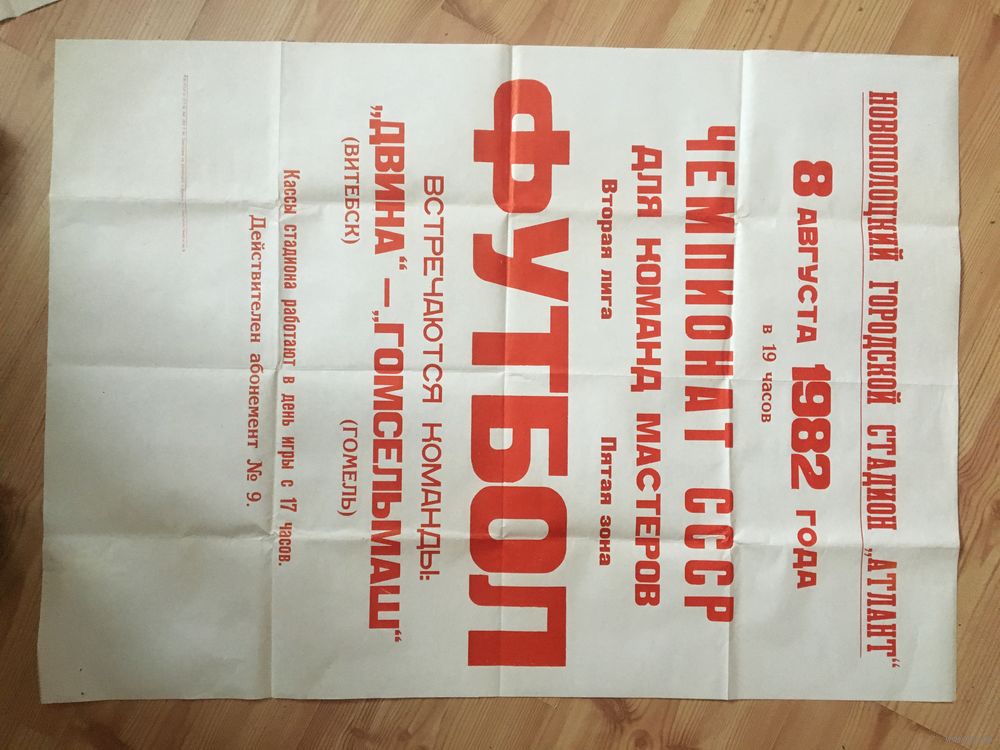 НОВОПОЛОЦКИЙ ГОРОДСКОЙ СТАДИОН „АТЛАНТ“
8 АВГУСТА 1982 ГОДА
в 19 часов
ЧЕМПИОНАТ СССР
ДЛЯ КОМАНД МАСТЕРОВ
Вторая лига Пятая зона
ФУТБОЛ
ВСТРЕЧАЮТСЯ КОМАНДЫ:
„ДВИНА“ — „ГОМСЕЛЬМАШ“
(ВИТЕБСК) (ГОМЕЛЬ)
Кассы стадиона работают в день игры с 17 часов.
Действителен абонемент № 9.